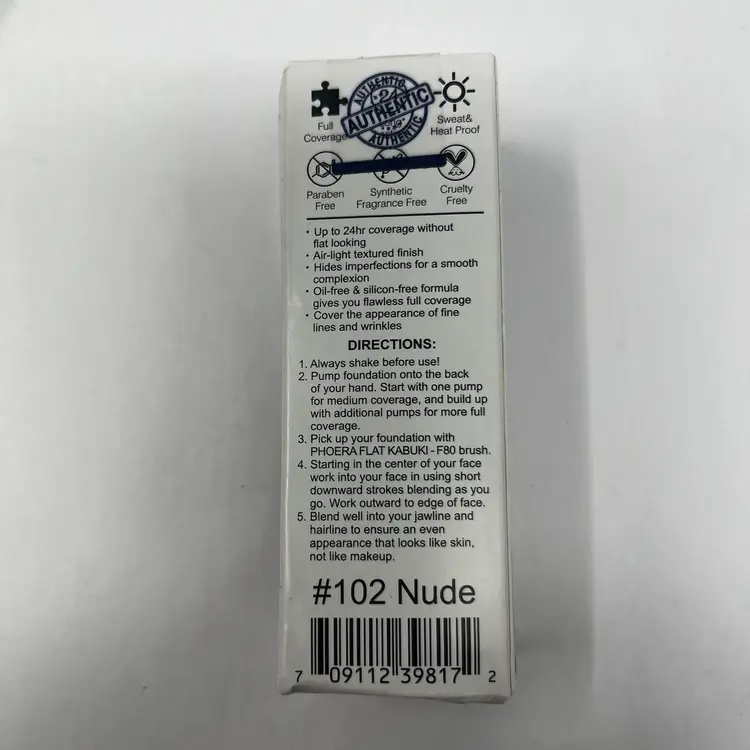 AUTHENTIC
AUTHENTIC
AUTHENTIC
Full
Coverage
Sweat&
Heat Proof
Paraben
Free
Synthetic
Fragrance Free
Cruelty
Free
• Up to 24hr coverage without
flat looking
• Air-light textured finish
• Hides imperfections for a smooth
complexion
• Oil-free & silicon-free formula
gives you flawless full coverage
• Cover the appearance of fine
lines and wrinkles
DIRECTIONS:
1. Always shake before use!
2. Pump foundation onto the back
of your hand. Start with one pump
for medium coverage, and build up
with additional pumps for more full
coverage.
3. Pick up your foundation with
PHOERA FLAT KABUKI - F80 brush.
4. Starting in the center of your face
work into your face in using short
downward strokes blending as you
go. Work outward to edge of face.
5. Blend well into your jawline and
hairline to ensure an even
appearance that looks like skin,
not like makeup.
#102 Nude
7 09112 39817 2